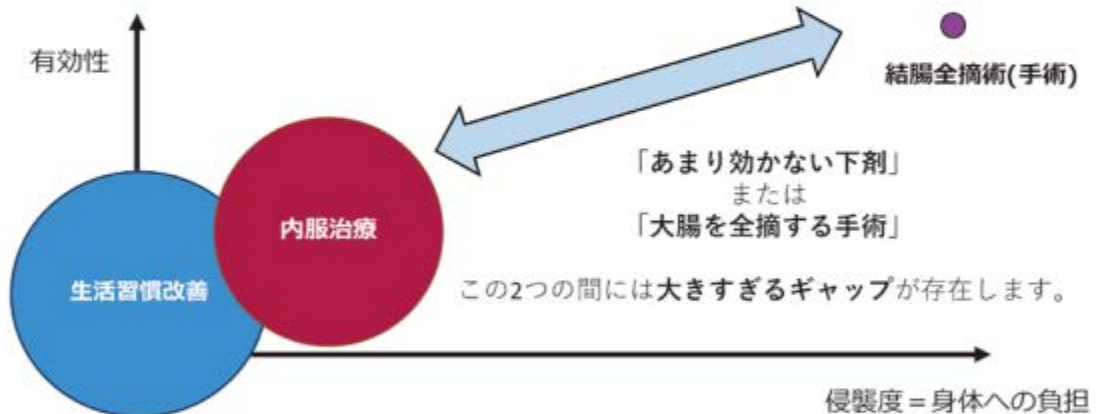 有効性
結腸全摘術(手術)
「あまり効かない下剤」
または
「大腸を全摘する手術」
内服治療
生活習慣改善
この2つの間には大きすぎるギャップが存在します。
侵襲度＝身体への負担